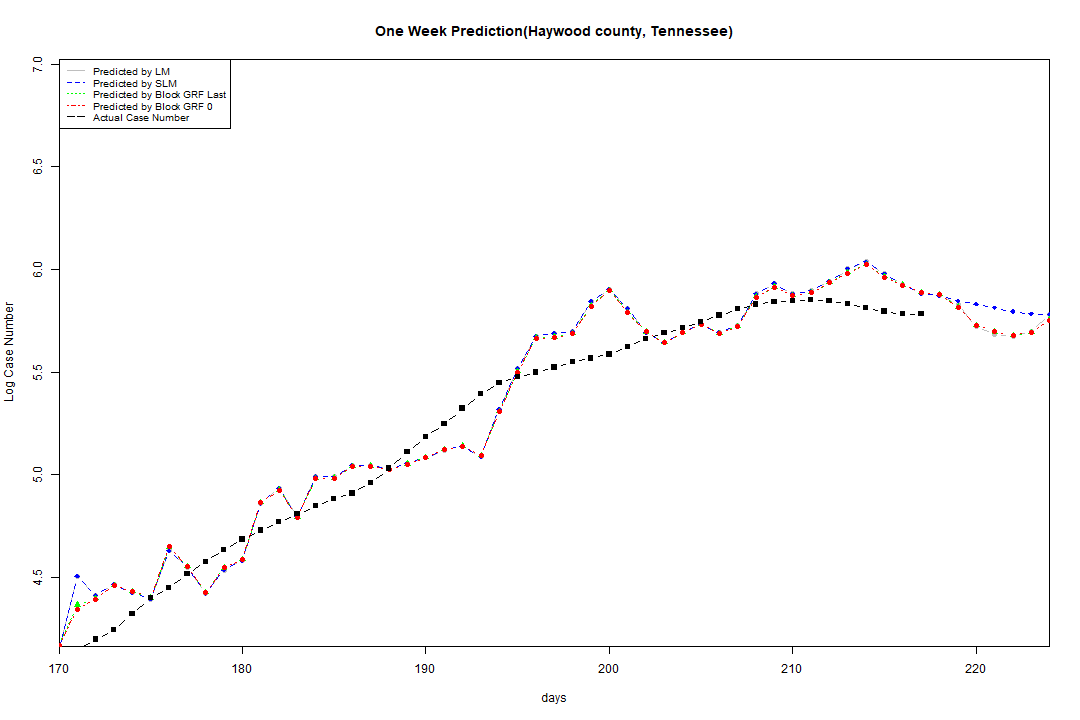 One Week Prediction(Haywood county, Tennessee)
7.0
6.5
6.0
5.5
5.0
4.5
Log Case Number
Predicted by LM
Predicted by SLM
Predicted by Block GRF Last
Predicted by Block GRF 0
Actual Case Number
170 180 190 200 210 220
days